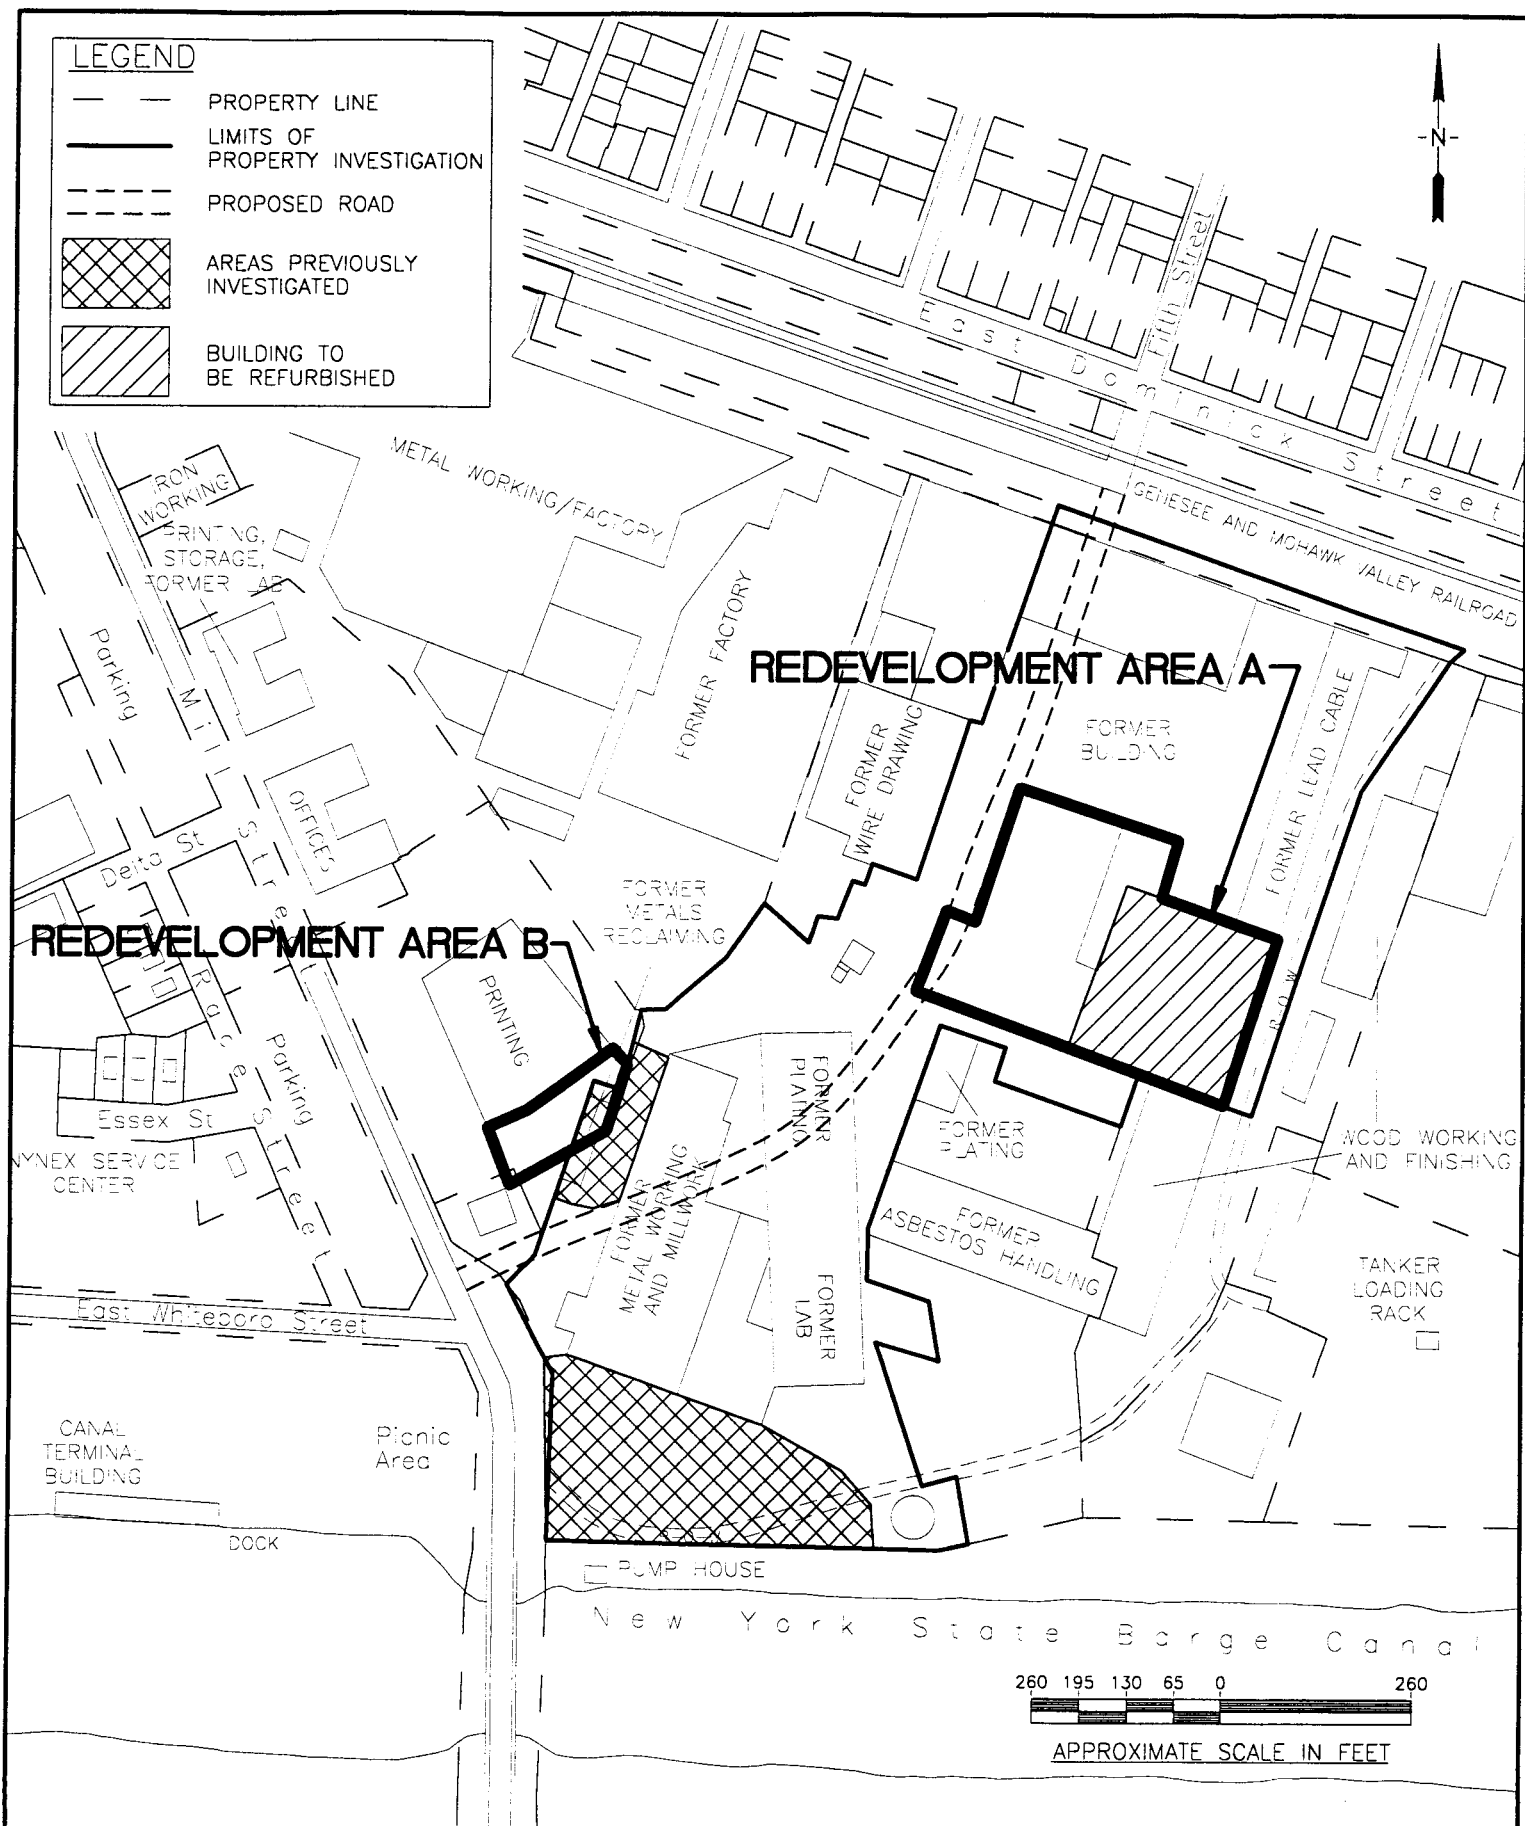 LEGEND
PROPERTY LINE
LIMITS OF
PROPERTY INVESTIGATION
PROPOSED ROAD
AREAS PREVIOUSLY
INVESTIGATED
BUILDING TO
BE REFURBISHED
-N-
Fifth Street
East Dominick Street
GENESEE AND MOHAWK VALLEY RAILROAD
METAL WORKING/FACTORY
IRON
WORKING
PRINTING,
STORAGE,
FORMER LAB
Parking
Mill Street
FORMER FACTORY
REDEVELOPMENT AREA A
FORMER
BUILDING
FORMER LEAD CABLE
FORMER
WIRE DRAWING
OFFICES
Delta St
FORMER
METALS
RECLAIMING
REDEVELOPMENT AREA B
PRINTING
Race Street
Parking
R-O-W
Essex St
NYNEX SERVICE
CENTER
FORMER
PLATING
FORMER
PLATING
WOOD WORKING
AND FINISHING
FORMER
METAL WORKING
AND MILLWORK
FORMER
ASBESTOS HANDLING
FORMER
LAB
TANKER
LOADING
RACK
East Whitesboro Street
CANAL
TERMINAL
BUILDING
Picnic
Area
DOCK
PUMP HOUSE
New York State Barge Canal
260 195 130 65 0 260
APPROXIMATE SCALE IN FEET